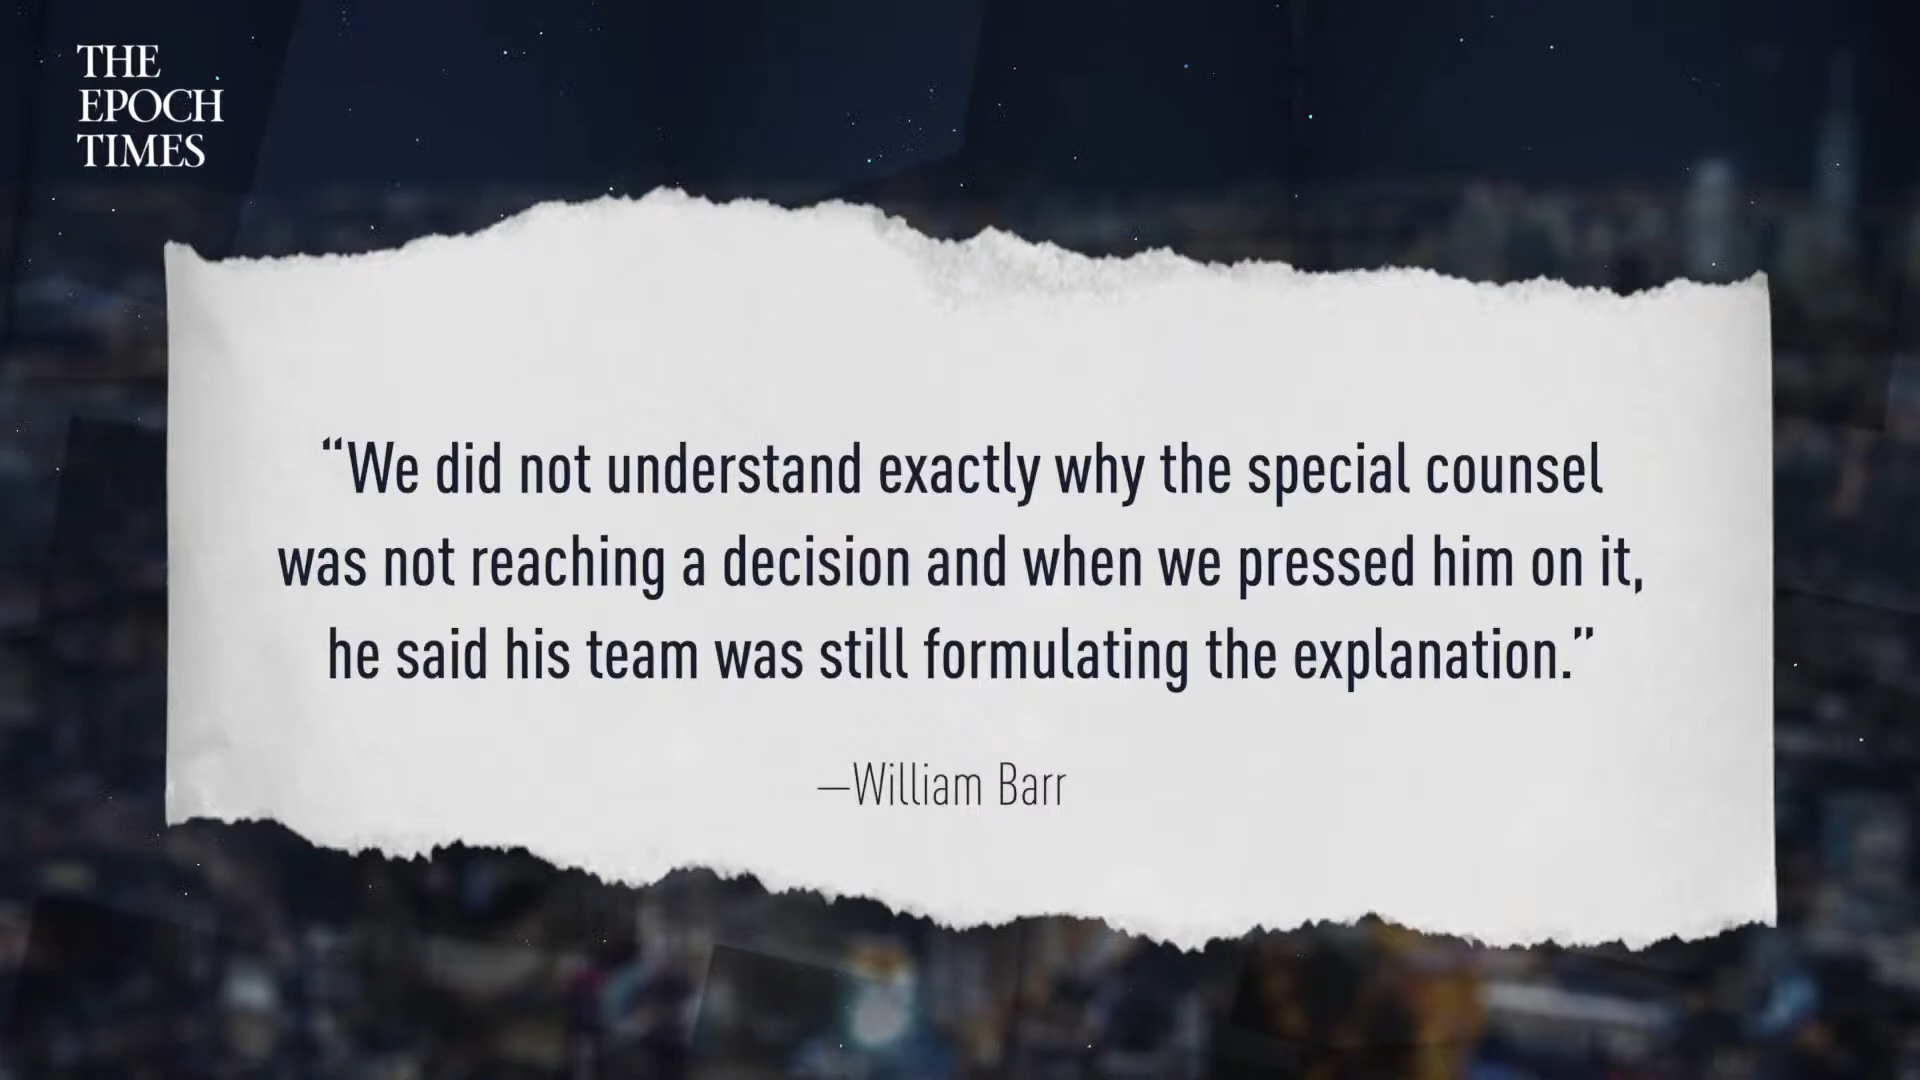 THE
EPOCH
TIMES
“We did not understand exactly why the special counsel
was not reaching a decision and when we pressed him on it,
he said his team was still formulating the explanation.”
—William Barr